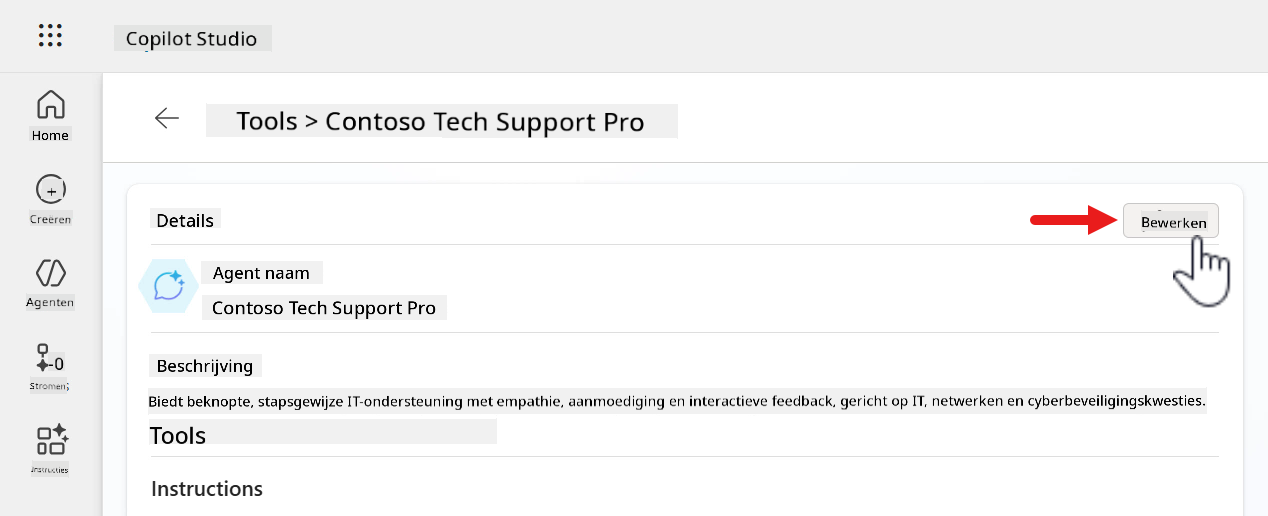 Copilot Studio
Tools > Contoso Tech Support Pro
Home
Creëren
Agenten
Stromen
Instructies
Details
Bewerken
Agent naam
Contoso Tech Support Pro
Beschrijving
Biedt beknopte, stapsgewijze IT-ondersteuning met empathie, aanmoediging en interactieve feedback, gericht op IT, netwerken en cyberbeveiligingskwesties.
Tools
Instructions